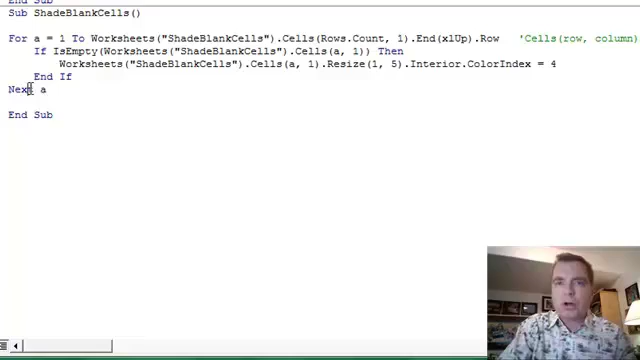 End Sub
Sub ShadeBlankCells()
For a = 1 To Worksheets("ShadeBlankCells").Cells(Rows.Count, 1).End(xlUp).Row 'Cells(row, column)
If IsEmpty(Worksheets("ShadeBlankCells").Cells(a, 1)) Then
Worksheets("ShadeBlankCells").Cells(a, 1).Resize(1, 5).Interior.ColorIndex = 4
End If
Next a
End Sub